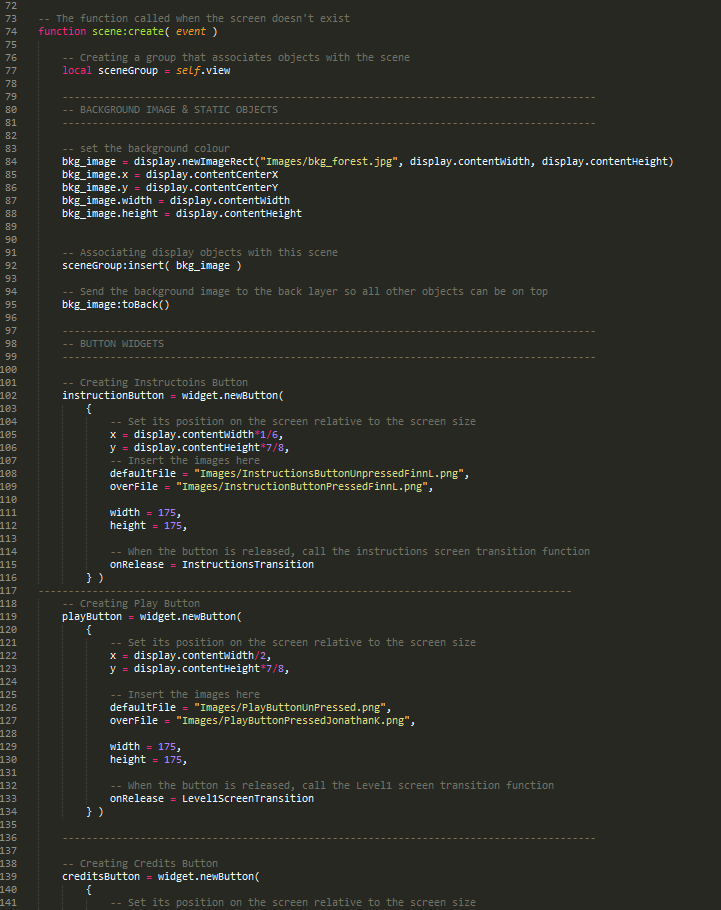 72
73 -- The function called when the screen doesn't exist
74 function scene:create( event )
75
76 -- Creating a group that associates objects with the scene
77 local sceneGroup = self.view
78
79 -----------------------------------------------------------------------------------------
80 -- BACKGROUND IMAGE & STATIC OBJECTS
81 -----------------------------------------------------------------------------------------
82
83 -- set the background colour
84 bkg_image = display.newImageRect("Images/bkg_forest.jpg", display.contentWidth, display.contentHeight)
85 bkg_image.x = display.contentCenterX
86 bkg_image.y = display.contentCenterY
87 bkg_image.width = display.contentWidth
88 bkg_image.height = display.contentHeight
89
90
91 -- Associating display objects with this scene
92 sceneGroup:insert( bkg_image )
93
94 -- Send the background image to the back layer so all other objects can be on top
95 bkg_image:toBack()
96
97 -----------------------------------------------------------------------------------------
98 -- BUTTON WIDGETS
99 -----------------------------------------------------------------------------------------
100
101 -- Creating Instructoins Button
102 instructionButton = widget.newButton(
103 {
104 -- Set its position on the screen relative to the screen size
105 x = display.contentWidth*1/6,
106 y = display.contentHeight*7/8,
107 -- Insert the images here
108 defaultFile = "Images/InstructionsButtonUnpressedFinnL.png",
109 overFile = "Images/InstructionButtonPressedFinnL.png",
110
111 width = 175,
112 height = 175,
113
114 -- When the button is released, call the instructions screen transition function
115 onRelease = InstructionsTransition
116 } )
117 -----------------------------------------------------------------------------------------
118 -- Creating Play Button
119 playButton = widget.newButton(
120 {
121 -- Set its position on the screen relative to the screen size
122 x = display.contentWidth/2,
123 y = display.contentHeight*7/8,
124
125 -- Insert the images here
126 defaultFile = "Images/PlayButtonUnPressed.png",
127 overFile = "Images/PlayButtonPressedJonathanK.png",
128
129 width = 175,
130 height = 175,
131
132 -- When the button is released, call the Level1 screen transition function
133 onRelease = Level1ScreenTransition
134 } )
135
136 -----------------------------------------------------------------------------------------
137
138 -- Creating Credits Button
139 creditsButton = widget.newButton(
140 {
141 -- Set its position on the screen relative to the screen size